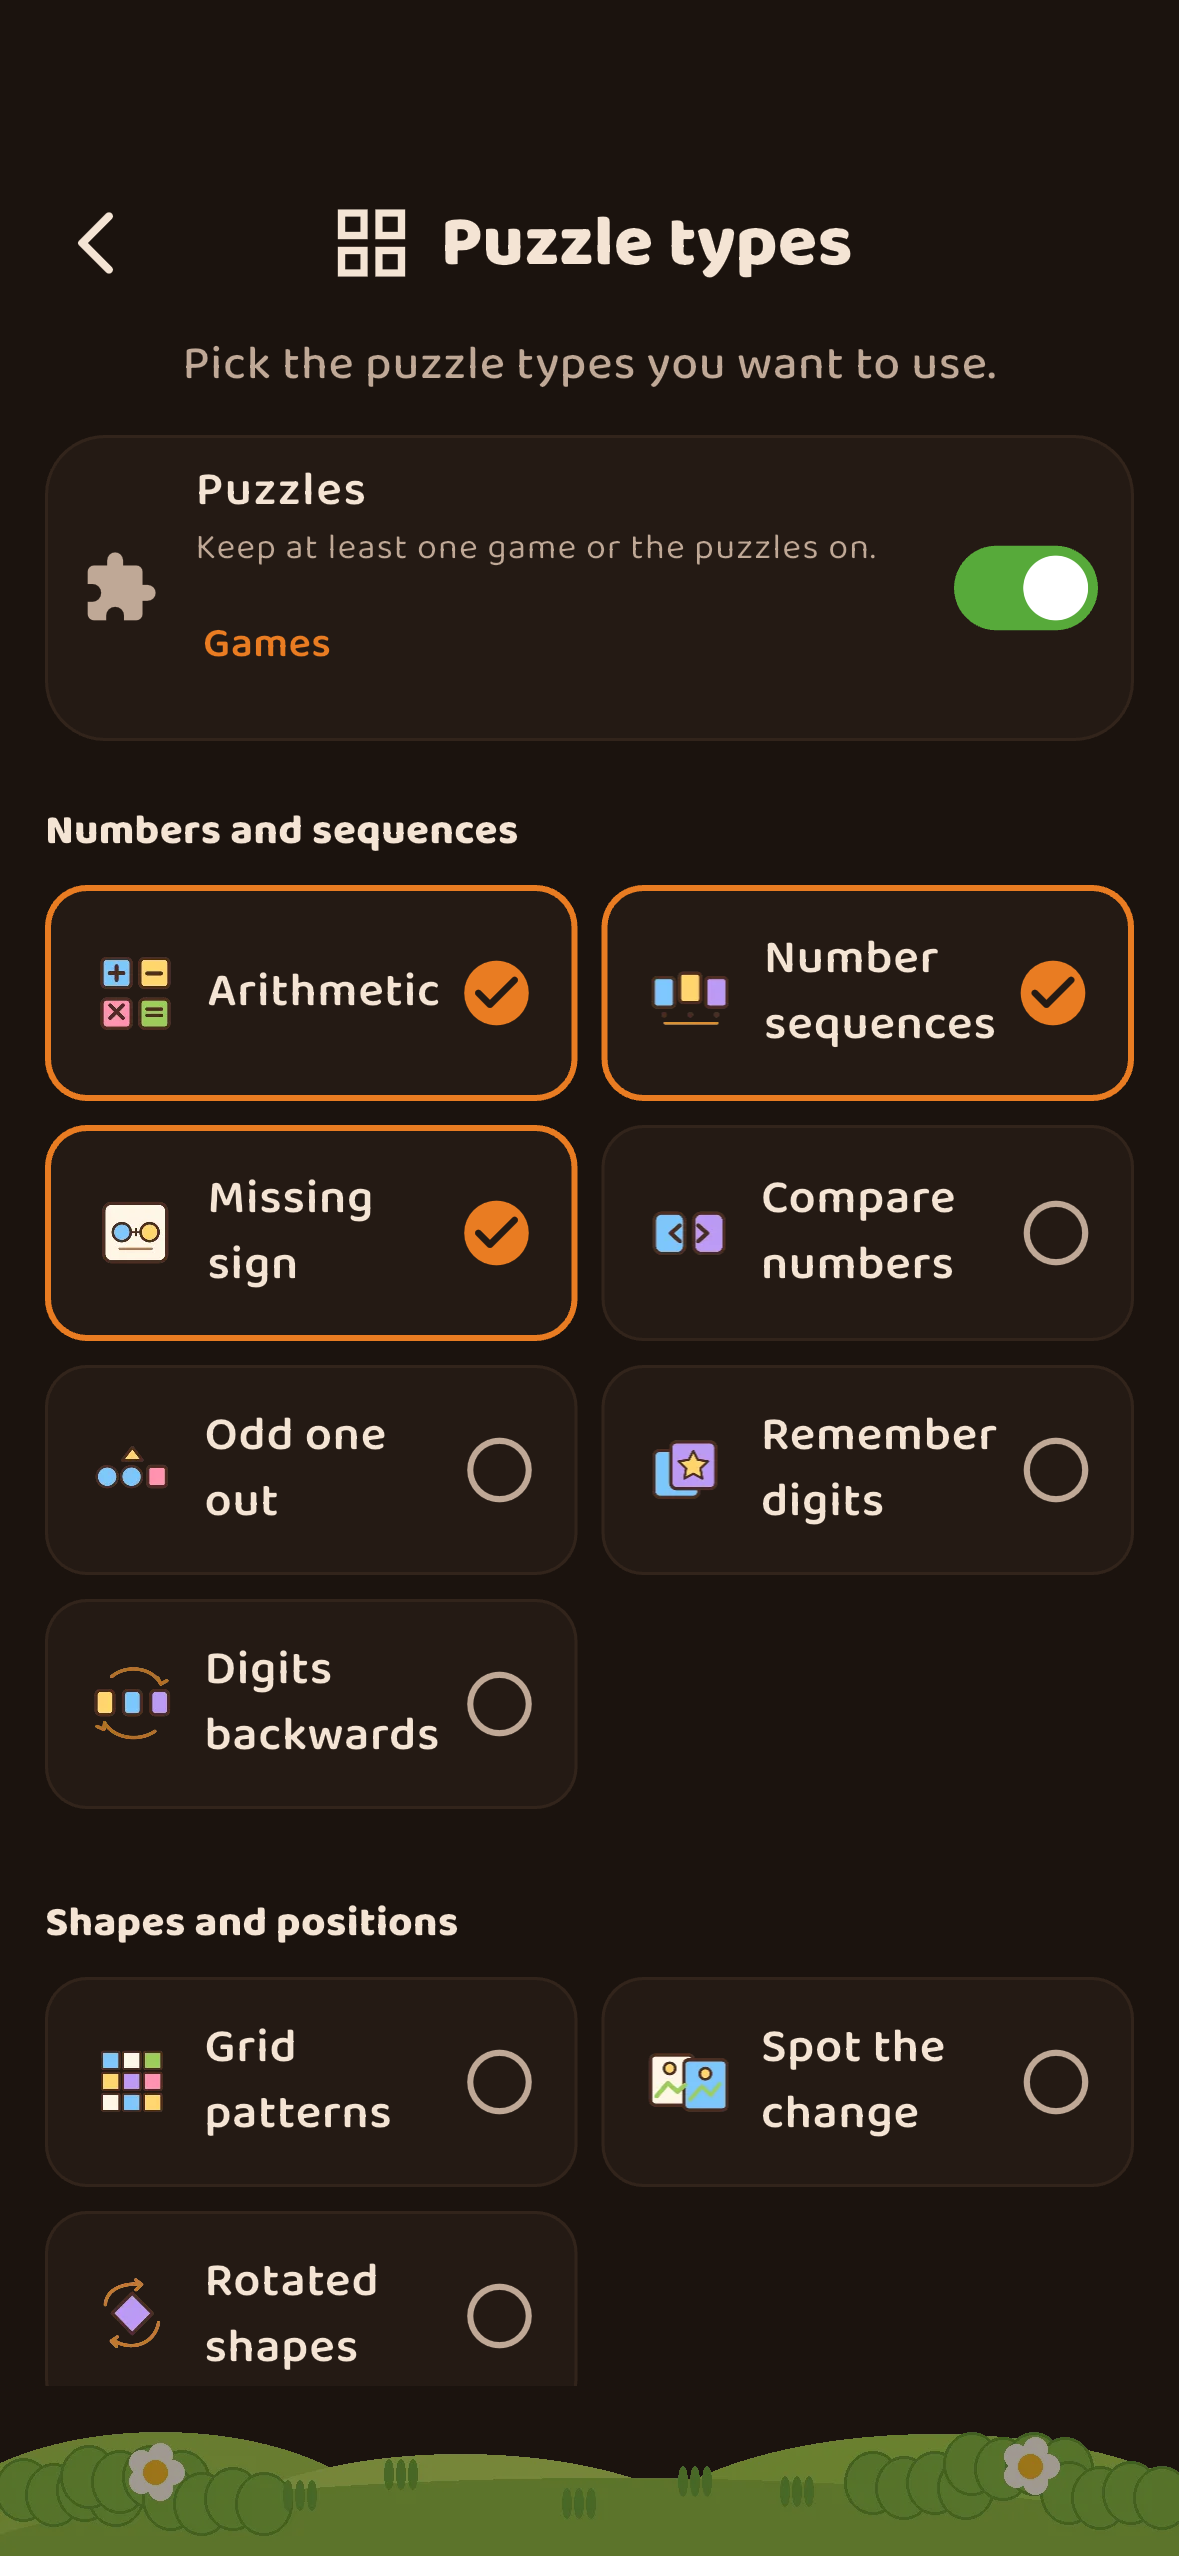 Puzzle types
Pick the puzzle types you want to use.
Puzzles
Keep at least one game or the puzzles on.
Games
Numbers and sequences
Arithmetic
Number
sequences
Missing
sign
Compare
numbers
Odd one
out
Remember
digits
Digits
backwards
Shapes and positions
Grid
patterns
Spot the
change
Rotated
shapes